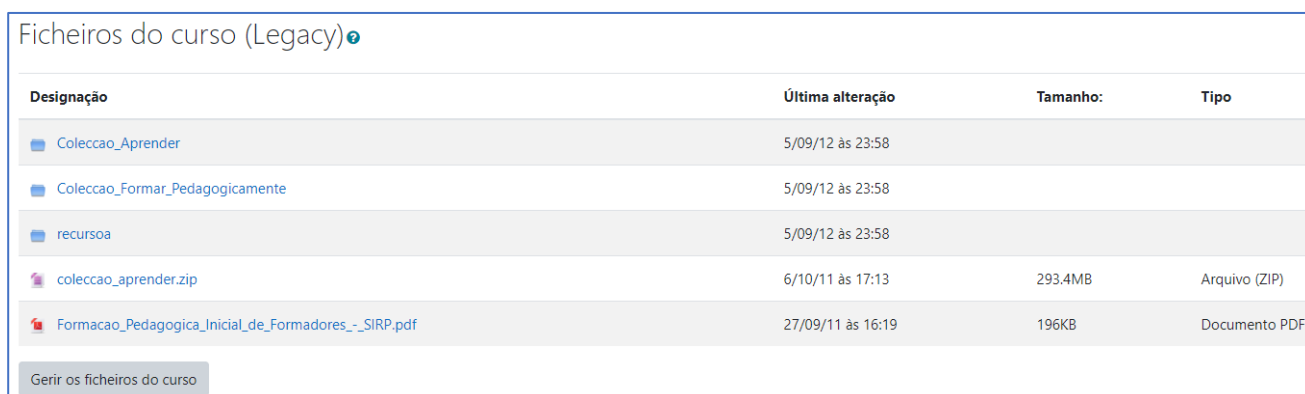 Ficheiros do curso (Legacy)
Designação Última alteração Tamanho: Tipo
Coleccao_Aprender 5/09/12 às 23:58
Coleccao_Formar_Pedagogicamente 5/09/12 às 23:58
recursoa 5/09/12 às 23:58
coleccao_aprender.zip 6/10/11 às 17:13 293.4MB Arquivo (ZIP)
Formacao_Pedagogica_Inicial_de_Formadores_-_SIRP.pdf 27/09/11 às 16:19 196KB Documento PDF
Gerir os ficheiros do curso